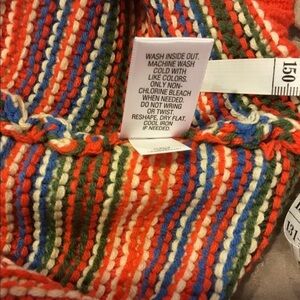 WASH INSIDE OUT.
MACHINE WASH
COLD WITH
LIKE COLORS.
ONLY NON-
CHLORINE BLEACH
WHEN NEEDED.
DO NOT WRING
OR TWIST.
RESHAPE, DRY FLAT.
COOL IRON
IF NEEDED.
150